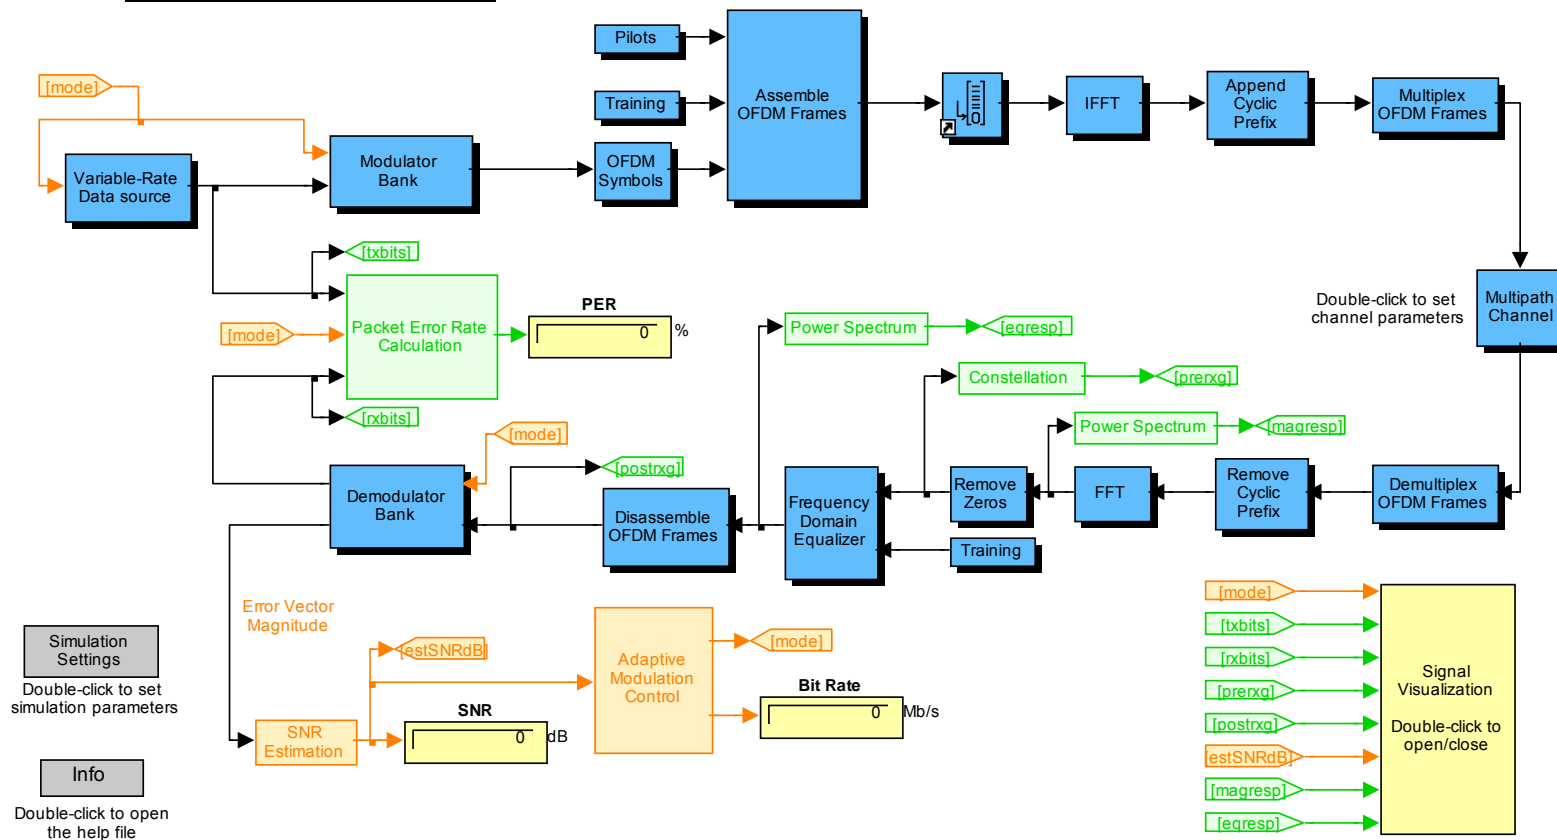 Pilots
[mode]
Training
Assemble
OFDM Frames
IFFT
Append
Cyclic
Prefix
Multiplex
OFDM Frames
Variable-Rate
Data source
Modulator
Bank
OFDM
Symbols
[txbits]
Packet Error Rate
Calculation
[mode]
PER
0
%
[rxbits]
Power Spectrum
[eqresp]
Constellation
[prerxg]
Power Spectrum
[magresp]
Double-click to set
channel parameters
Multipath
Channel
[mode]
[postrxg]
Demodulator
Bank
Disassemble
OFDM Frames
Frequency
Domain
Equalizer
Remove
Zeros
Training
FFT
Remove
Cyclic
Prefix
Demultiplex
OFDM Frames
Error Vector
Magnitude
Simulation
Settings
Double-click to set
simulation parameters
Info
Double-click to open
the help file
SNR
Estimation
[estSNRdB]
SNR
0
dB
Adaptive
Modulation
Control
[mode]
Bit Rate
0
Mb/s
[mode]
[txbits]
[rxbits]
[prerxg]
[postrxg]
[estSNRdB]
[magresp]
[eqresp]
Signal
Visualization
Double-click to
open/close